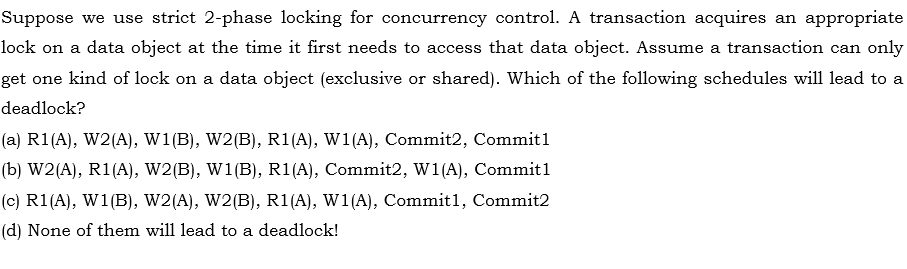 Suppose we use strict 2-phase locking for concurrency control. A transaction acquires an appropriate
lock on a data object at the time it first needs to access that data object. Assume a transaction can only
get one kind of lock on a data object (exclusive or shared). Which of the following schedules will lead to a
deadlock?
(a) R1(A), W2(A), W1(B), W2(B), R1(A), W1(A), Commit2, Commit1
(b) W2(A), R1(A), W2(B), W1(B), R1(A), Commit2, W1(A), Commit1
(c) R1(A), W1(B), W2(A), W2(B), R1(A), W1(A), Commit1, Commit2
(d) None of them will lead to a deadlock!